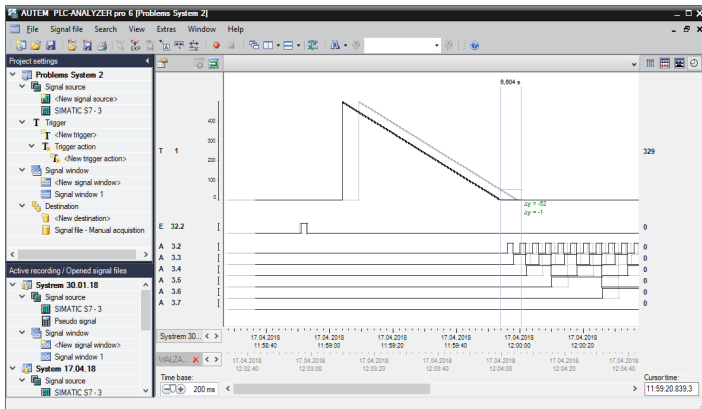 AUTEM PLC-ANALYZER pro 6 [Problems System 2]
File Signal file Search View Extras Window Help
EXP
Project settings
Problems System 2
Signal source
<New signal source>
SIMATIC S7 - 3
T Trigger
<New trigger>
Trigger action
<New trigger action>
Signal window
<New signal window>
Signal window 1
Destination
<New destination>
Signal file - Manual acquisition
Active recording / Opened signal files
Systrem 30.01.18
Signal source
SIMATIC S7 - 3
Pseudo signal
Signal window
<New signal window>
Signal window 1
System 17.04.18
Signal source
SIMATIC S7 - 3
6,604 s
400
300
200
100
0
T 1 329
Δy = -52
Δy = -1
E 32.2 0
A 3.2 0
A 3.3 0
A 3.4 0
A 3.5 0
A 3.6 0
A 3.7 0
Systrem 30...
17.04.2018 17.04.2018 17.04.2018 17.04.2018 17.04.2018 17.04.2018
11:58:40 11:59:00 11:59:20 11:59:40 12:00:00 12:00:20
WALZA...
17.04.2018 17.04.2018 17.04.2018 17.04.2018 17.04.2018 17.04.2018 17.04.2018
12:02:40 12:03:00 12:03:20 12:03:40 12:04:00 12:04:20 12:04:40
Time base:
200 ms
Cursor time:
11:59:20.839,3